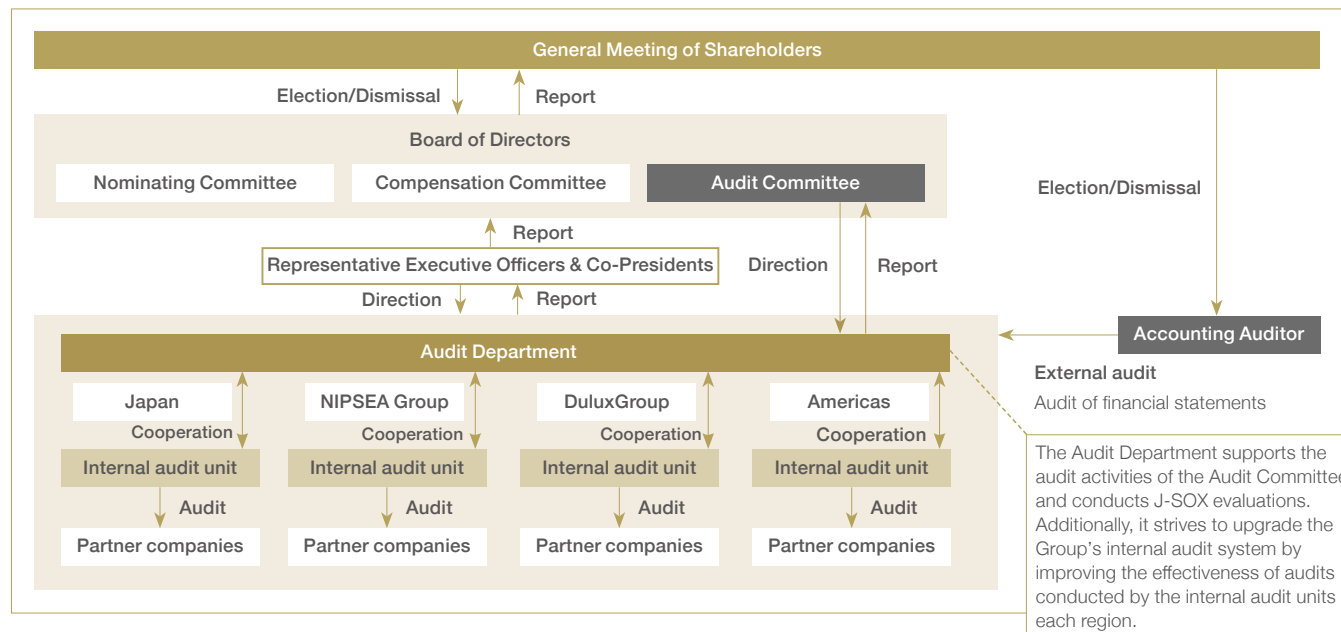 General Meeting of Shareholders
Election/Dismissal
Report
Board of Directors
Nominating Committee
Compensation Committee
Audit Committee
Election/Dismissal
Report
Representative Executive Officers & Co-Presidents
Direction
Report
Direction
Report
Accounting Auditor
Audit Department
External audit
Audit of financial statements
Japan
NIPSEA Group
DuluxGroup
Americas
Cooperation
Cooperation
Cooperation
Cooperation
Internal audit unit
Internal audit unit
Internal audit unit
Internal audit unit
Audit
Audit
Audit
Audit
Partner companies
Partner companies
Partner companies
Partner companies
The Audit Department supports the
audit activities of the Audit Committee
and conducts J-SOX evaluations.
Additionally, it strives to upgrade the
Group's internal audit system by
improving the effectiveness of audits
conducted by the internal audit units
each region.